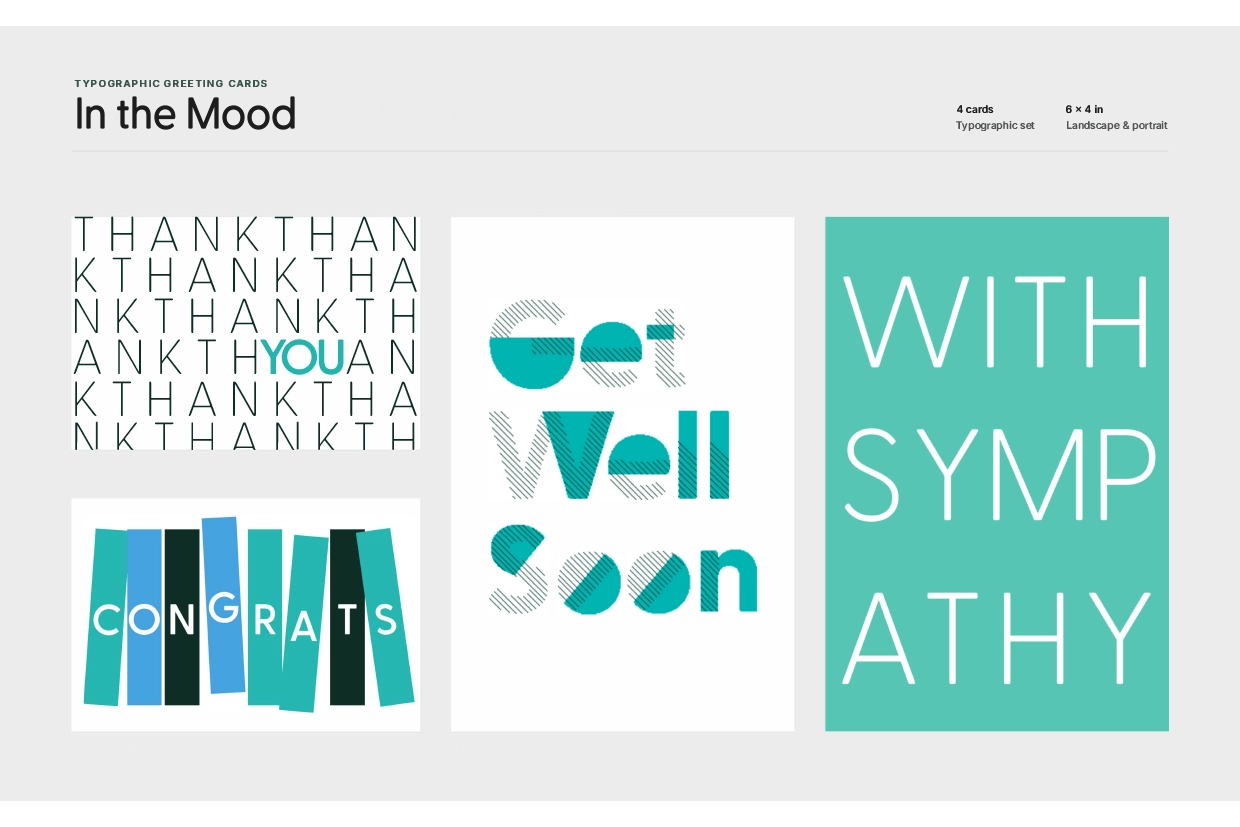 TYPOGRAPHIC GREETING CARDS
In the Mood
4 cards
Typographic set
6 × 4 in
Landscape & portrait
THANKTHAN
KTHANKTHA
NKTHANKTH
ANKTHYOUAN
KTHANKTHA
NKTHANKTH
CONGRATS
Get
Well
Soon
WITH
SYMP
ATHY